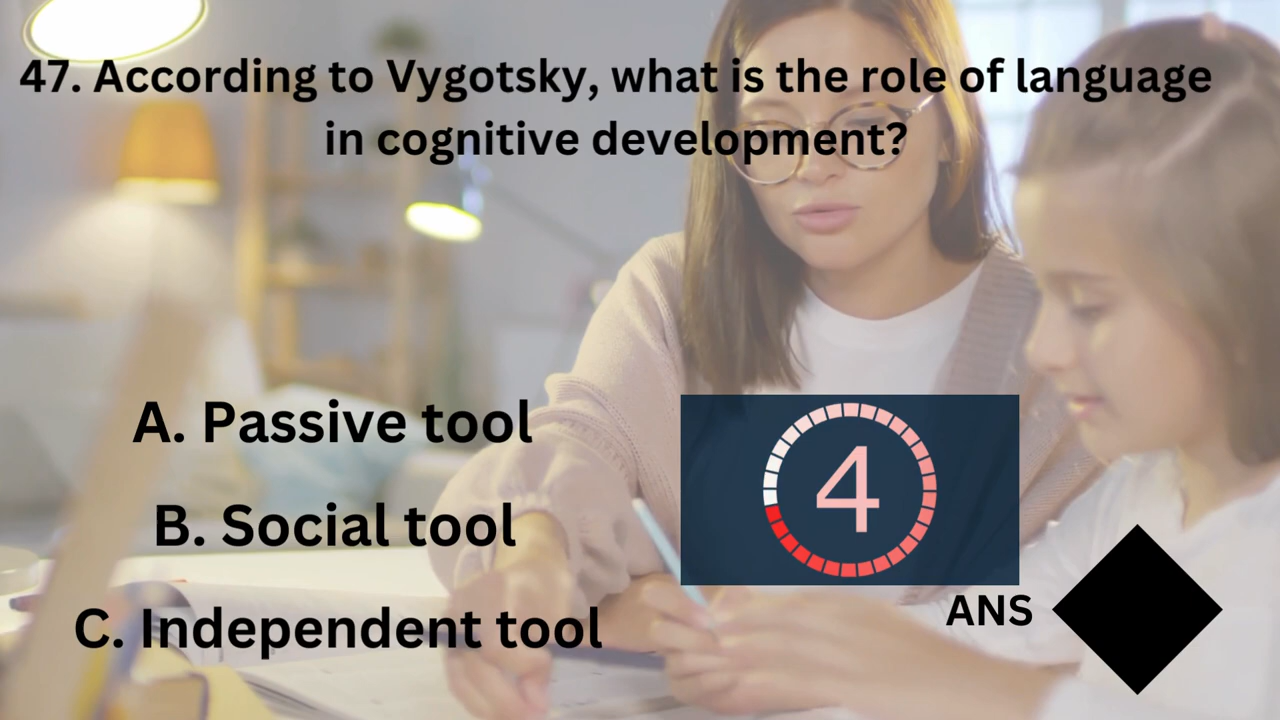 47. According to Vygotsky, what is the role of language
in cognitive development?
A. Passive tool
B. Social tool
C. Independent tool
4
ANS